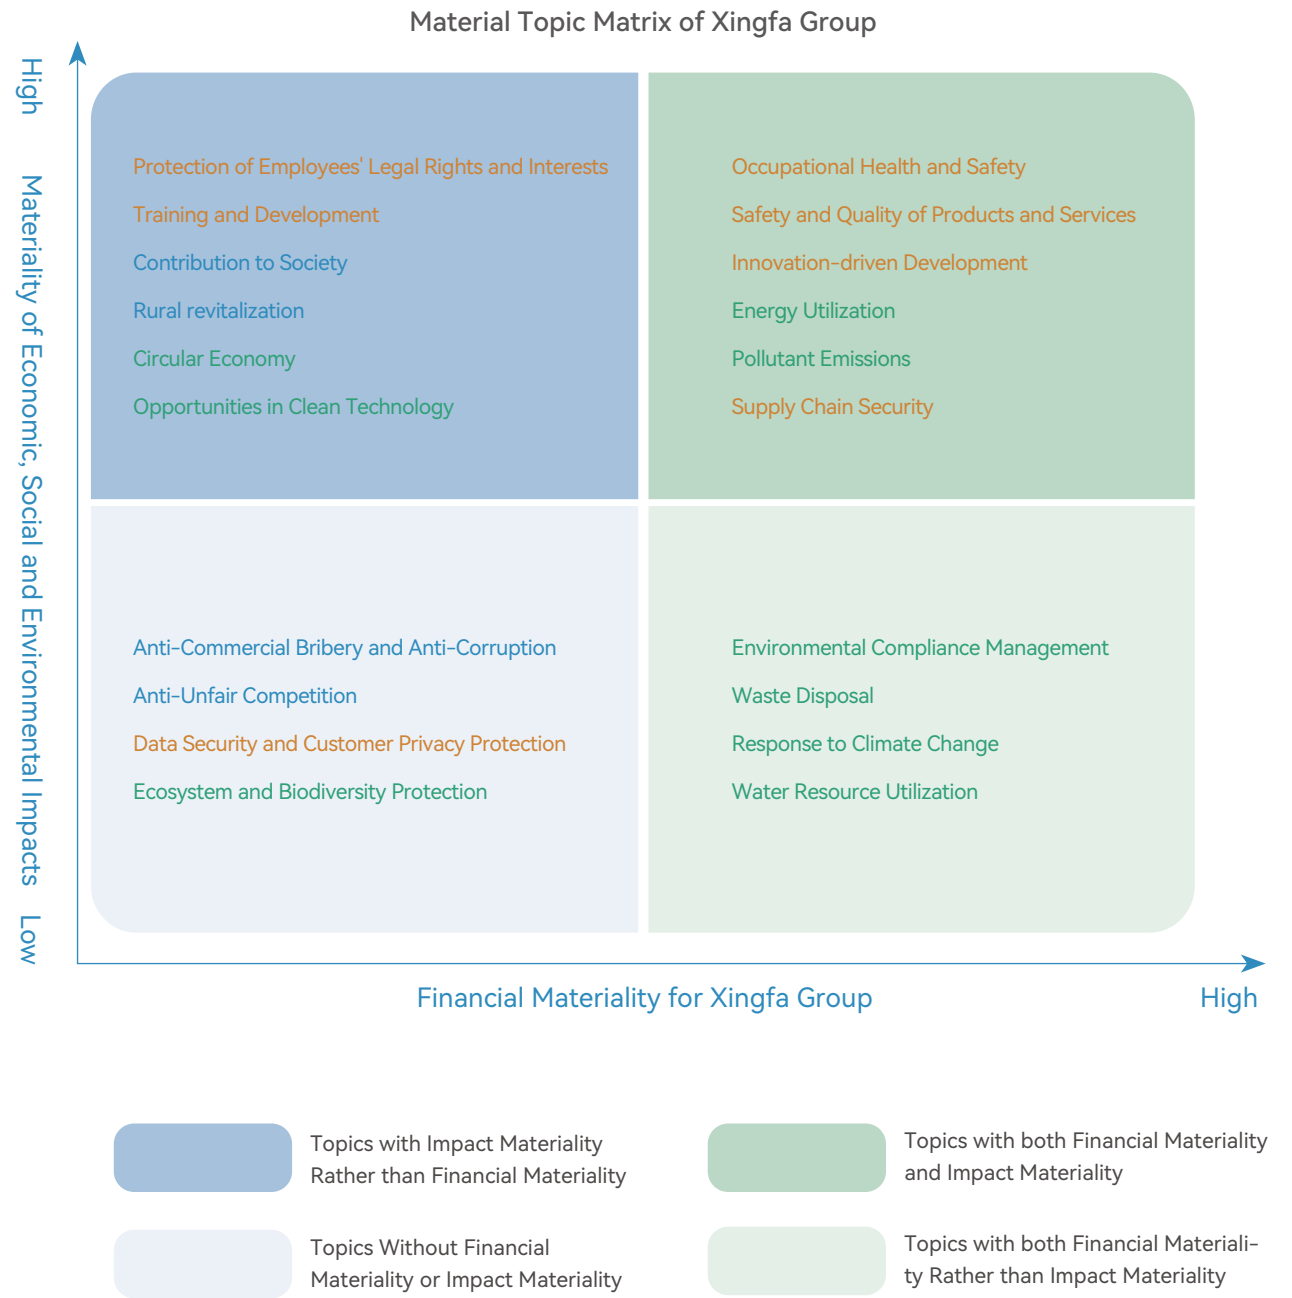 Material Topic Matrix of Xingfa Group
High
Materiality of Economic, Social and Environmental Impacts
Low
Protection of Employees' Legal Rights and Interests
Training and Development
Contribution to Society
Rural revitalization
Circular Economy
Opportunities in Clean Technology
Occupational Health and Safety
Safety and Quality of Products and Services
Innovation-driven Development
Energy Utilization
Pollutant Emissions
Supply Chain Security
Anti-Commercial Bribery and Anti-Corruption
Anti-Unfair Competition
Data Security and Customer Privacy Protection
Ecosystem and Biodiversity Protection
Environmental Compliance Management
Waste Disposal
Response to Climate Change
Water Resource Utilization
Financial Materiality for Xingfa Group
High
Topics with Impact Materiality
Rather than Financial Materiality
Topics with both Financial Materiality
and Impact Materiality
Topics Without Financial
Materiality or Impact Materiality
Topics with both Financial Materiali-
ty Rather than Impact Materiality